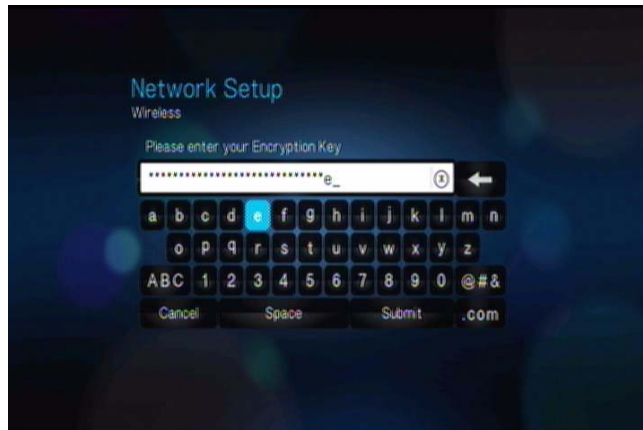 Network Setup
Wireless
Please enter your Encryption Key
******************************e_
a b c d e f g h i j k l m n
o p q r s t u v w x y z
ABC 1 2 3 4 5 6 7 8 9 0 @#&
Cancel Space Submit .com